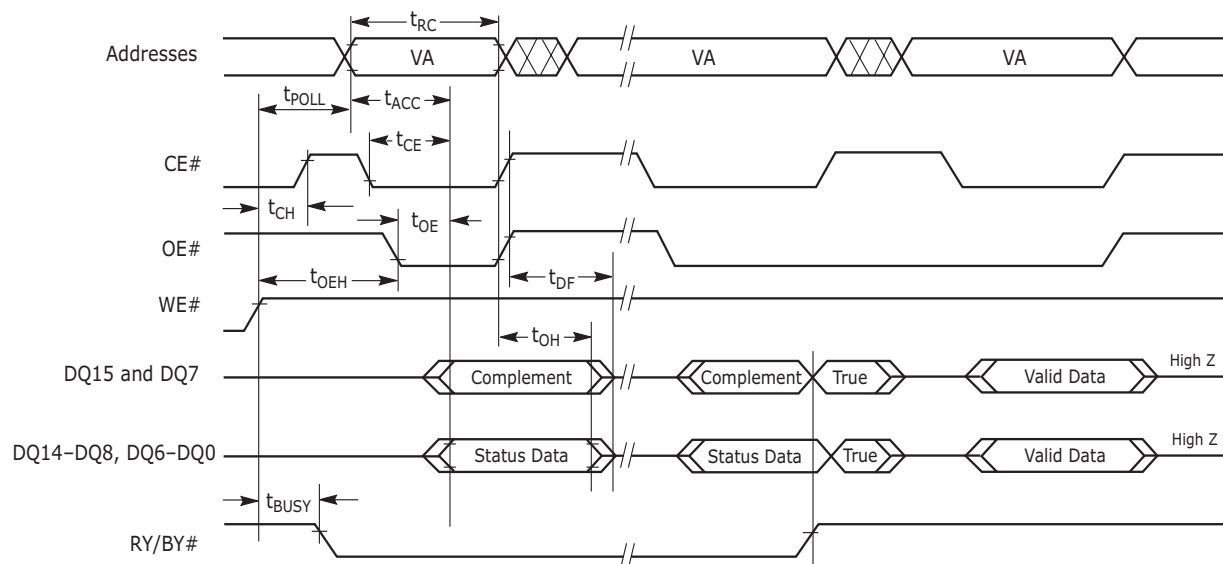 tRC
Addresses VA VA VA
tPOLL tACC
tCE
CE#
tCH tOE
OE#
tOEH tDF
WE#
tOH
DQ15 and DQ7 Complement Complement True Valid Data High Z
DQ14–DQ8, DQ6–DQ0 Status Data Status Data True Valid Data High Z
tBUSY
RY/BY#